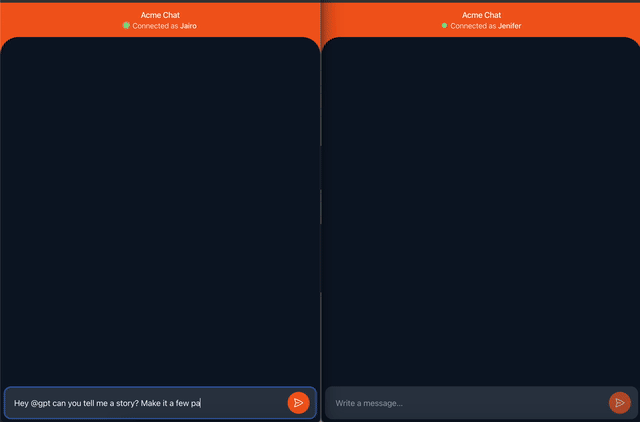 Acme Chat
Connected as Jairo
Hey @gpt can you tell me a story? Make it a few pa
Acme Chat
Connected as Jenifer
Write a message...